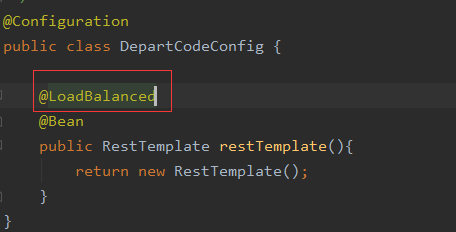 @Configuration
public class DepartCodeConfig {
@LoadBalanced
@Bean
public RestTemplate restTemplate(){
return new RestTemplate();
}
}